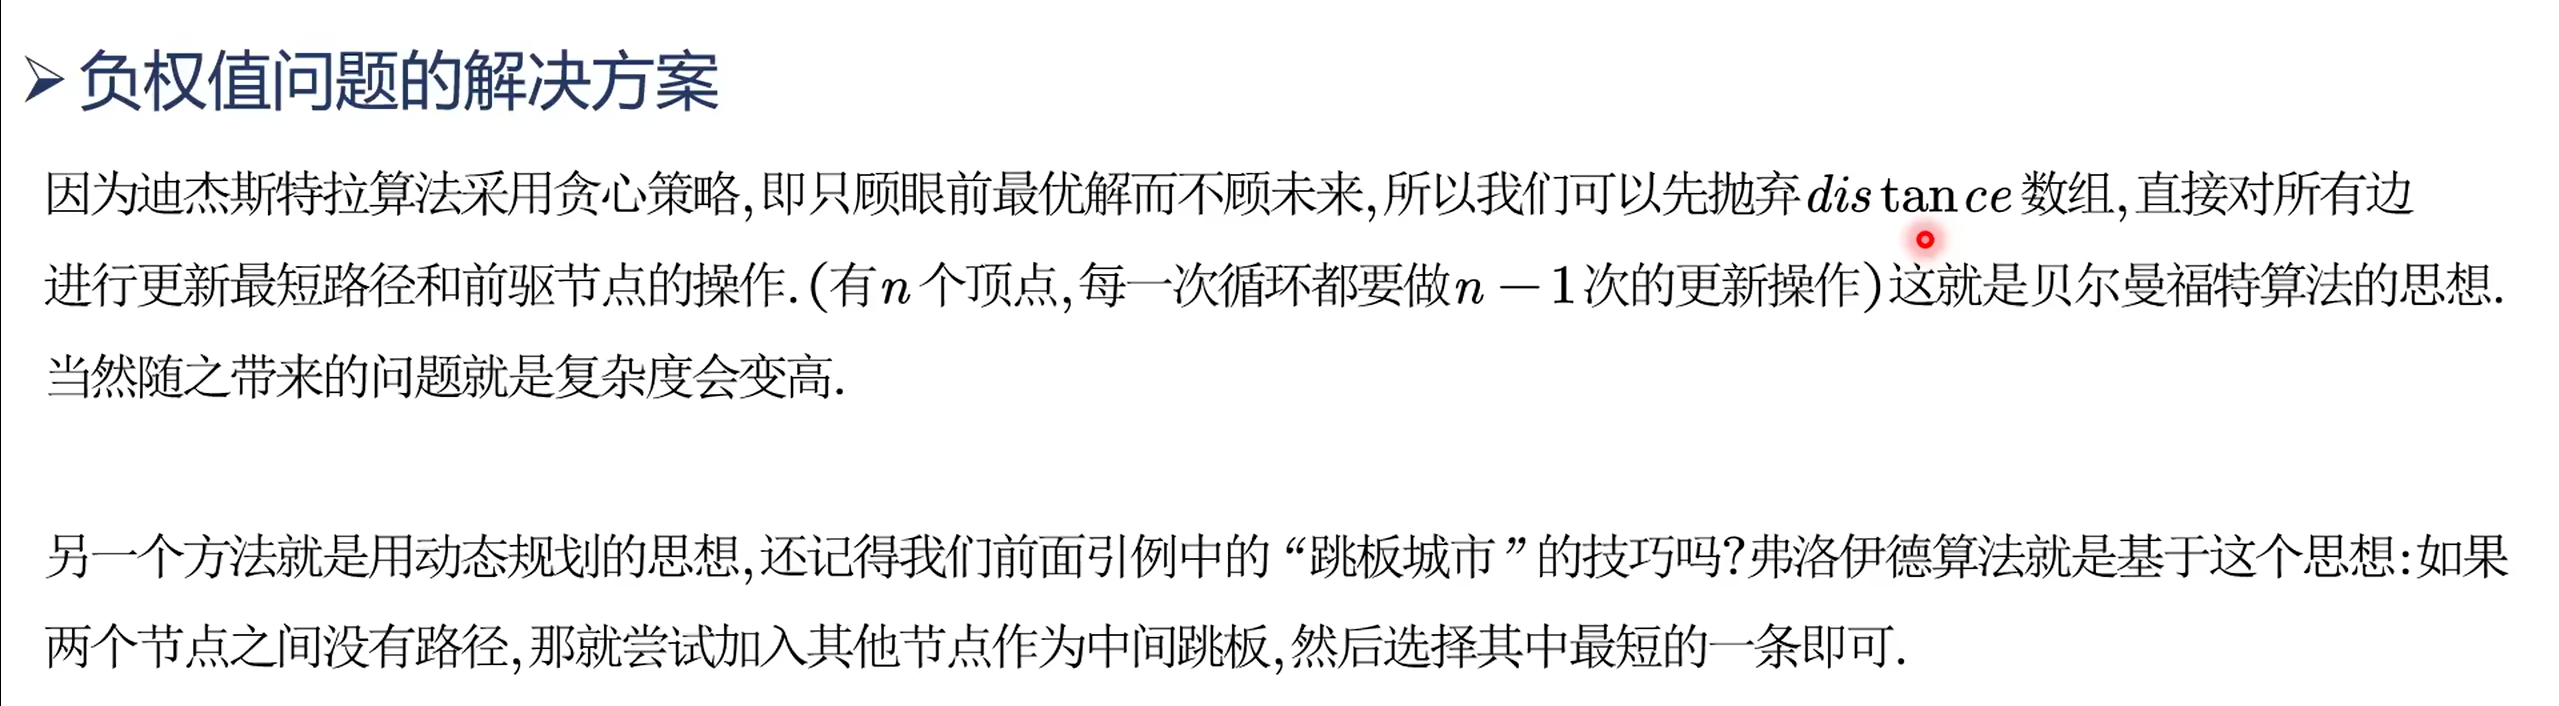 负权值问题的解决方案
因为迪杰斯特拉算法采用贪心策略,即只顾眼前最优解而不顾未来,所以我们可以先抛弃distance数组,直接对所有边
进行更新最短路径和前驱节点的操作.(有n个顶点,每一次循环都要做n－1次的更新操作)这就是贝尔曼福特算法的思想.
当然随之带来的问题就是复杂度会变高.
另一个方法就是用动态规划的思想,还记得我们前面引例中的“跳板城市”的技巧吗?弗洛伊德算法就是基于这个思想:如果
两个节点之间没有路径,那就尝试加入其他节点作为中间跳板,然后选择其中最短的一条即可.